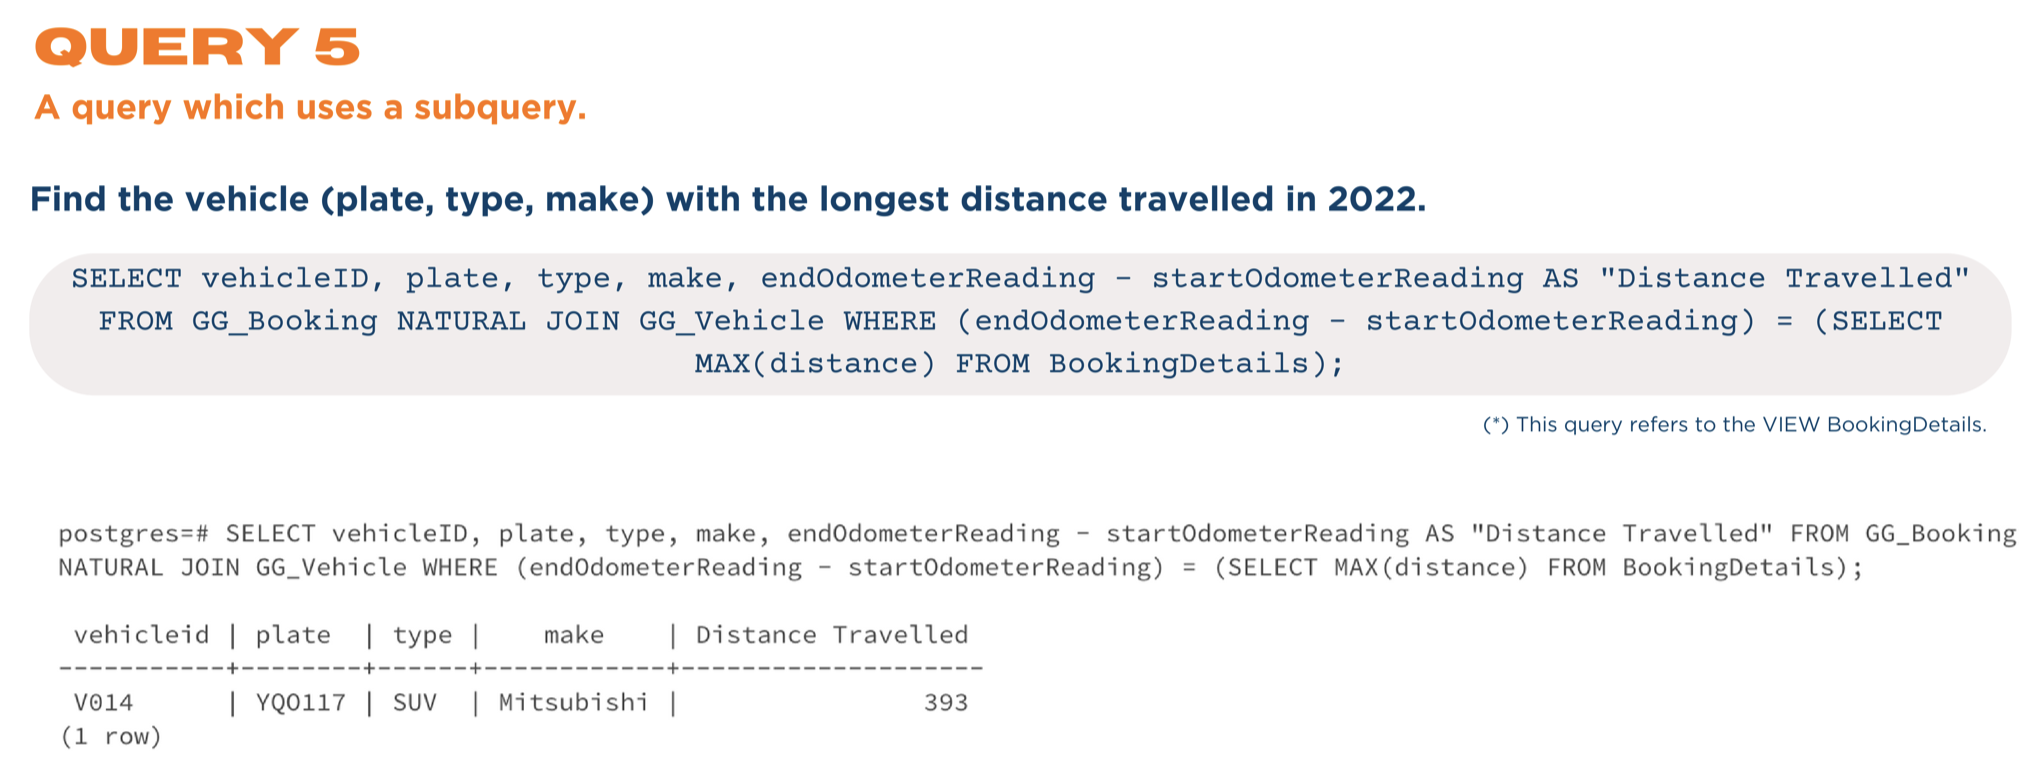 QUERY 5
A query which uses a subquery.
Find the vehicle (plate, type, make) with the longest distance travelled in 2022.
SELECT vehicleID, plate, type, make, endOdometerReading - startOdometerReading AS "Distance Travelled"
FROM GG_Booking NATURAL JOIN GG_Vehicle WHERE (endOdometerReading - startOdometerReading) = (SELECT
MAX(distance) FROM BookingDetails);
(*) This query refers to the VIEW BookingDetails.
postgres=# SELECT vehicleID, plate, type, make, endOdometerReading - startOdometerReading AS "Distance Travelled" FROM GG_Booking
NATURAL JOIN GG_Vehicle WHERE (endOdometerReading - startOdometerReading) = (SELECT MAX(distance) FROM BookingDetails);
vehicleid | plate  | type |    make    | Distance Travelled
-----------+--------+------+------------+--------------------
V014      | YQO117 | SUV  | Mitsubishi |                393
(1 row)